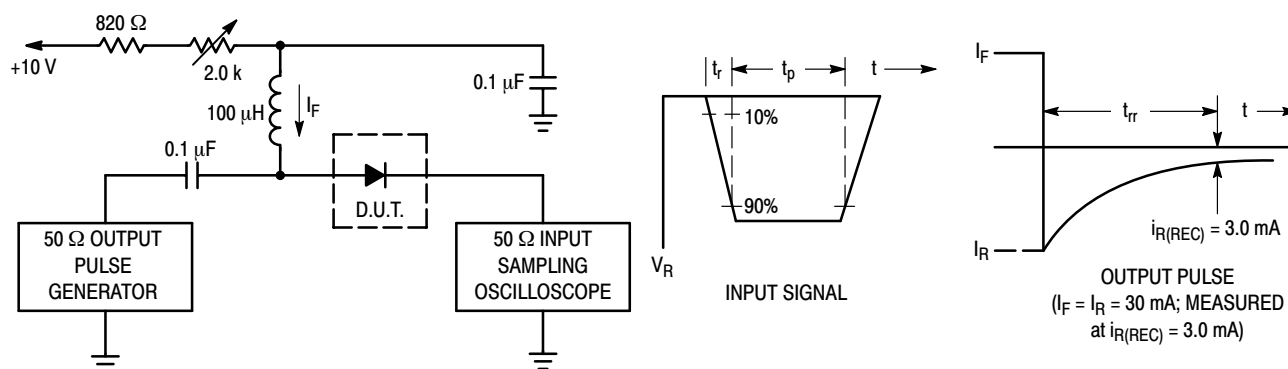 820 Ω
+10 V
2.0 k
100 μH
I_F
0.1 μF
0.1 μF
D.U.T.
50 Ω OUTPUT
PULSE
GENERATOR
50 Ω INPUT
SAMPLING
OSCILLOSCOPE
t_r
t_p
t
10%
90%
V_R
INPUT SIGNAL
I_F
t_rr
t
I_R
i_R(REC) = 3.0 mA
OUTPUT PULSE
(I_F = I_R = 30 mA; MEASURED
at i_R(REC) = 3.0 mA)